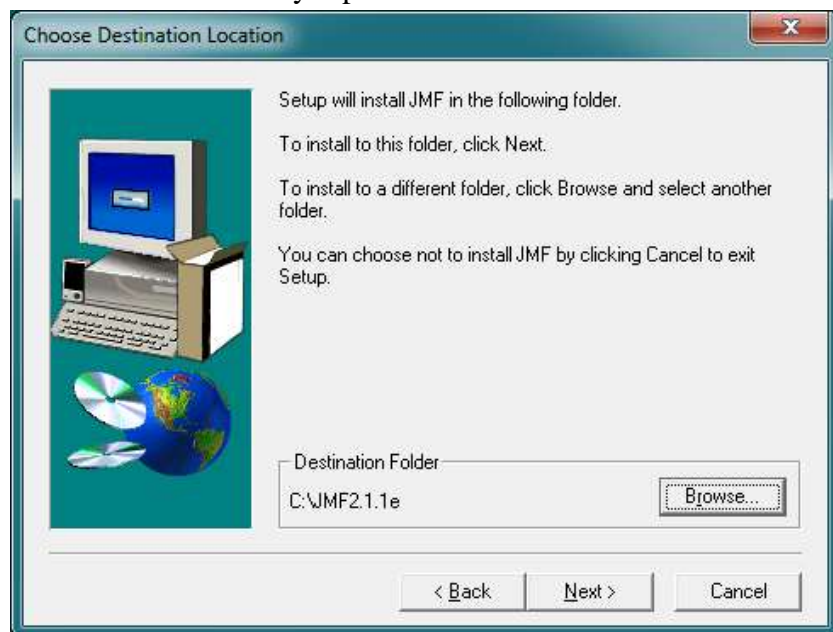 Choose Destination Location
Setup will install JMF in the following folder.
To install to this folder, click Next.
To install to a different folder, click Browse and select another
folder.
You can choose not to install JMF by clicking Cancel to exit
Setup.
Destination Folder
C:\JMF2.1.1e
Browse...
< Back
Next >
Cancel